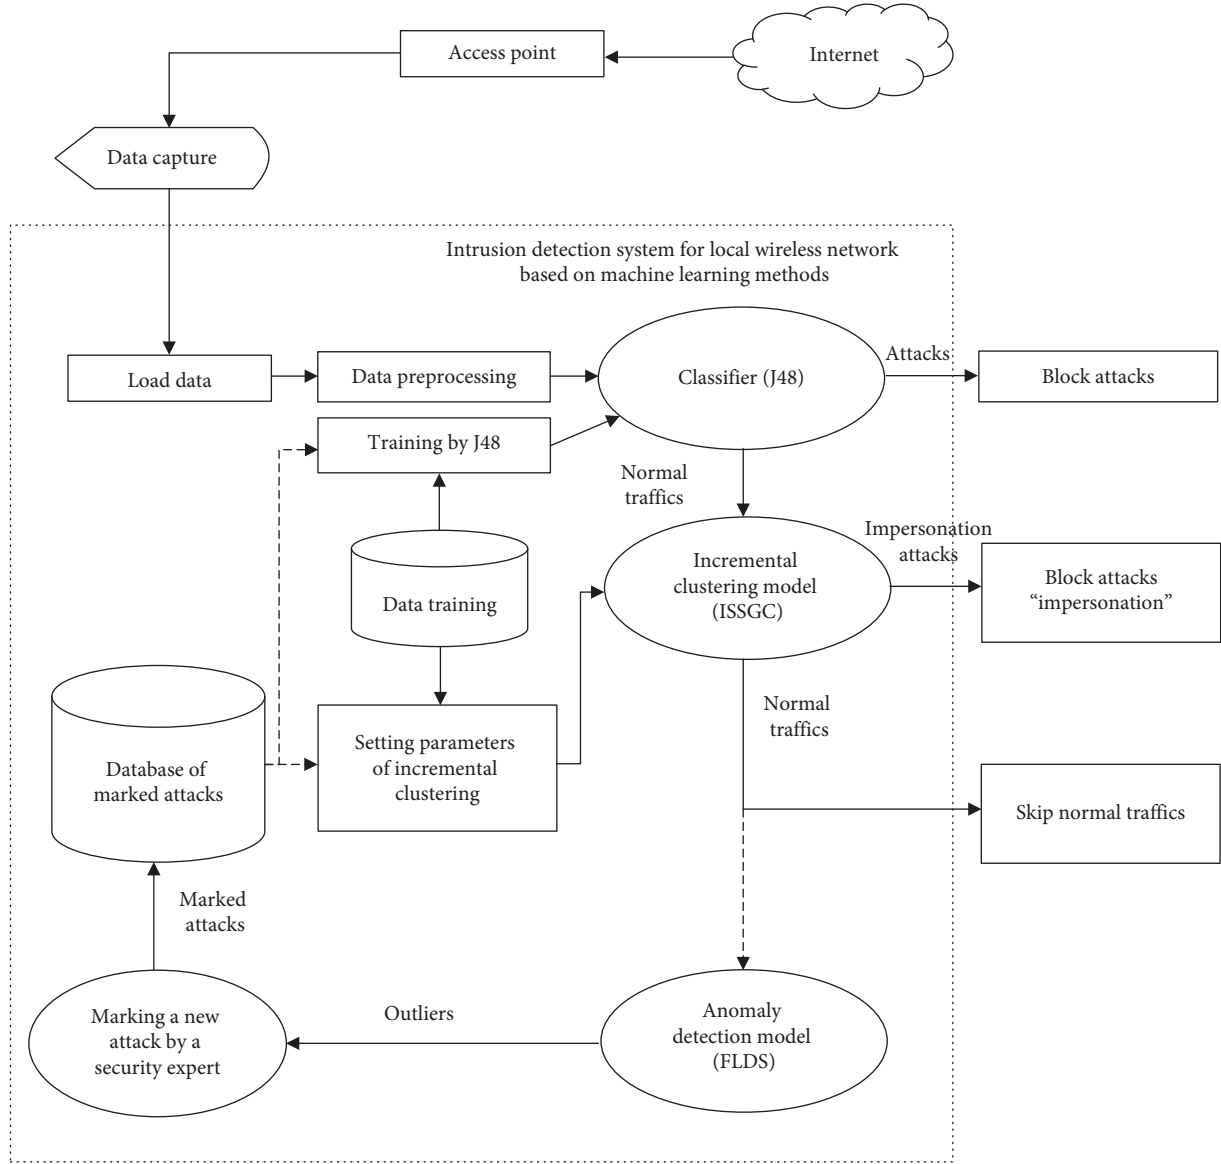 Access point
Internet
Data capture
Intrusion detection system for local wireless network
based on machine learning methods
Load data
Data preprocessing
Classifier (J48)
Attacks
Block attacks
Training by J48
Normal
traffics
Data training
Incremental
clustering model
(ISSGC)
Impersonation
attacks
Block attacks
“impersonation”
Database of
marked attacks
Setting parameters
of incremental
clustering
Normal
traffics
Skip normal traffics
Marked
attacks
Marking a new
attack by a
security expert
Outliers
Anomaly
detection model
(FLDS)